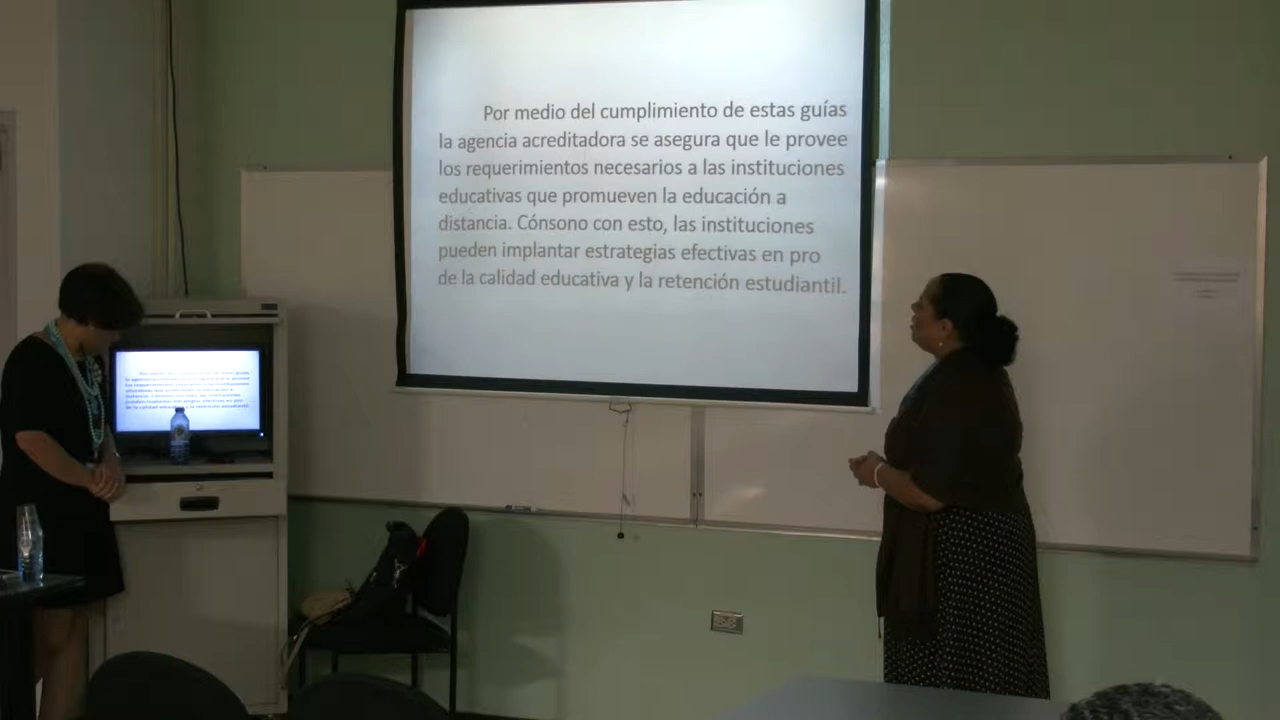 Por medio del cumplimiento de estas guías
la agencia acreditadora se asegura que le provee
los requerimientos necesarios a las instituciones
educativas que promueven la educación a
distancia. Cónsono con esto, las instituciones
pueden implantar estrategias efectivas en pro
de la calidad educativa y la retención estudiantil.